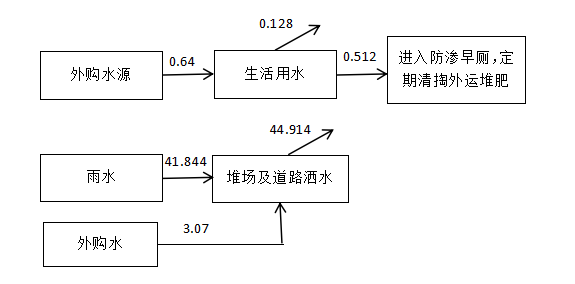 0.128
外购水源
0.64
生活用水
0.512
进入防渗旱厕，定
期清掏外运堆肥
44.914
雨水
41.844
堆场及道路洒水
外购水
3.07